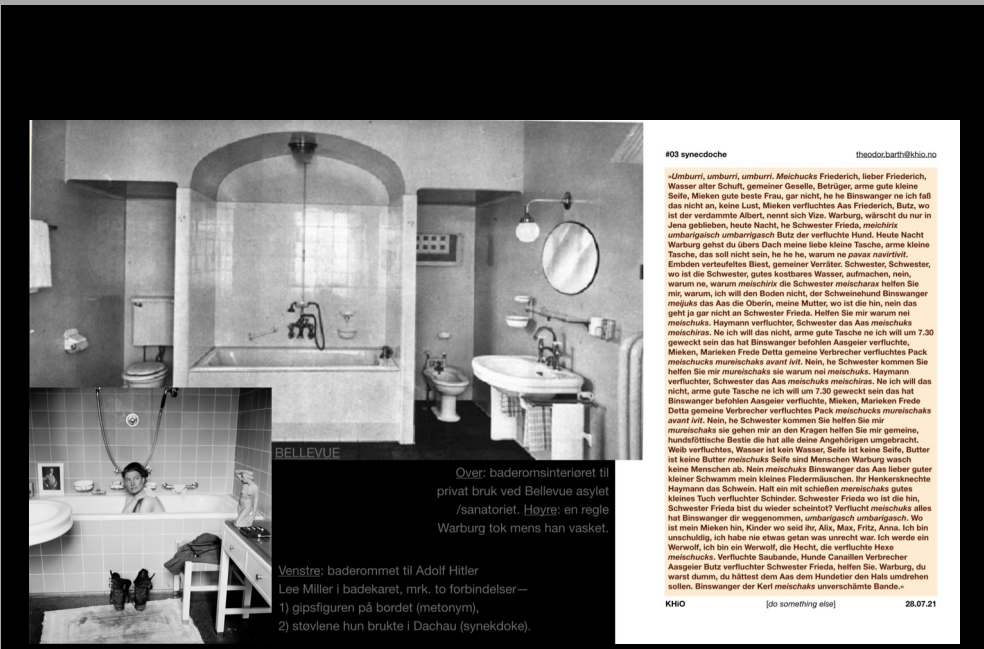 #03 synecdoche
theodor.barth@khio.no
»Umburri, umburri, umburri. Meichucks Friederich, lieber Friederich,
Wasser alter Schuft, gemeiner Geselle, Betrüger, arme gute kleine
Seife, Mieken gute beste Frau, gar nicht, he he Binswanger ne ich faß
das nicht an, keine Lust, Mieken verfluchtes Aas Friederich, Butz, wo
ist der verdammte Albert, nennt sich Vize. Warburg, wärscht du nur in
Jena geblieben, heute Nacht, he Schwester Frieda, meichirix
umbarigaisch umbarrigasch Butz der verfluchte Hund. Heute Nacht
Warburg gehst du übers Dach meine liebe kleine Tasche, arme kleine
Tasche, das soll nicht sein, he he he, warum ne pavax navirtivit.
Embden verteufeltes Biest, gemeiner Verräter. Schwester, Schwester,
wo ist die Schwester, gutes kostbares Wasser, aufmachen, nein,
warum ne, warum meischirix die Schwester meischarax helfen Sie
mir, warum, ich will den Boden nicht, der Schweinehund Binswanger
meijuks das Aas die Oberin, meine Mutter, wo ist die hin, nein das
geht ja gar nicht an Schwester Frieda. Helfen Sie mir warum nei
meischuks. Haymann verfluchter, Schwester das Aas meischuks
meischiras. Ne ich will das nicht, arme gute Tasche ne ich will um 7.30
geweckt sein das hat Binswanger befohlen Aasgeier verfluchte,
Mieken, Marieken Frede Detta gemeine Verbrecher verfluchtes Pack
meischucks mureischaks avant ivit. Nein, he Schwester kommen Sie
helfen Sie mir mureischaks sie warum nei meischuks. Haymann
verfluchter, Schwester das Aas meischuks meischiras. Ne ich will das
nicht, arme gute Tasche ne ich will um 7.30 geweckt sein das hat
Binswanger befohlen Aasgeier verfluchte, Mieken, Marieken Frede
Detta gemeine Verbrecher verfluchtes Pack meischucks mureischaks
avant ivit. Nein, he Schwester kommen Sie helfen Sie mir
mureischaks sie gehen mir an den Kragen helfen Sie mir gemeine,
hundsföttische Bestie die hat alle deine Angehörigen umgebracht.
Weib verfluchtes, Wasser ist kein Wasser, Seife ist keine Seife, Butter
ist keine Butter meischuks Seife sind Menschen Warburg wasch
keine Menschen ab. Nein meischuks Binswanger das Aas lieber guter
kleiner Schwamm mein kleines Fledermäuschen. Ihr Henkersknechte
Haymann das Schwein. Halt ein mit schießen mereischaks gutes
kleines Tuch verfluchter Schinder. Schwester Frieda wo ist die hin,
Schwester Frieda bist du wieder scheintot? Verflucht meischuks alles
hat Binswanger dir weggenommen, umbarigasch umbarigasch. Wo
ist mein Mieken hin, Kinder wo seid ihr, Alix, Max, Fritz, Anna. Ich bin
unschuldig, ich habe nie etwas getan was unrecht war. Ich werde ein
Werwolf, ich bin ein Werwolf, die Hecht, die verfluchte Hexe
meischucks. Verfluchte Saubande, Hunde Canaillen Verbrecher
Aasgeier Butz verfluchter Schwester Frieda, helfen Sie. Warburg, du
warst dumm, du hättest dem Aas dem Hundetier den Hals umdrehen
sollen. Binswanger der Kerl meischaks unverschämte Bande.«
KHiO
[do something else]
28.07.21
BELLEVUE
Over: baderomsinteriøret til
privat bruk ved Bellevue asylet
/sanatoriet. Høyre: en regle
Warburg tok mens han vasket.
Venstre: baderommet til Adolf Hitler
Lee Miller i badekaret, mrk. to forbindelser—
1) gipsfiguren på bordet (metonym),
2) støvlene hun brukte i Dachau (synekdoke).